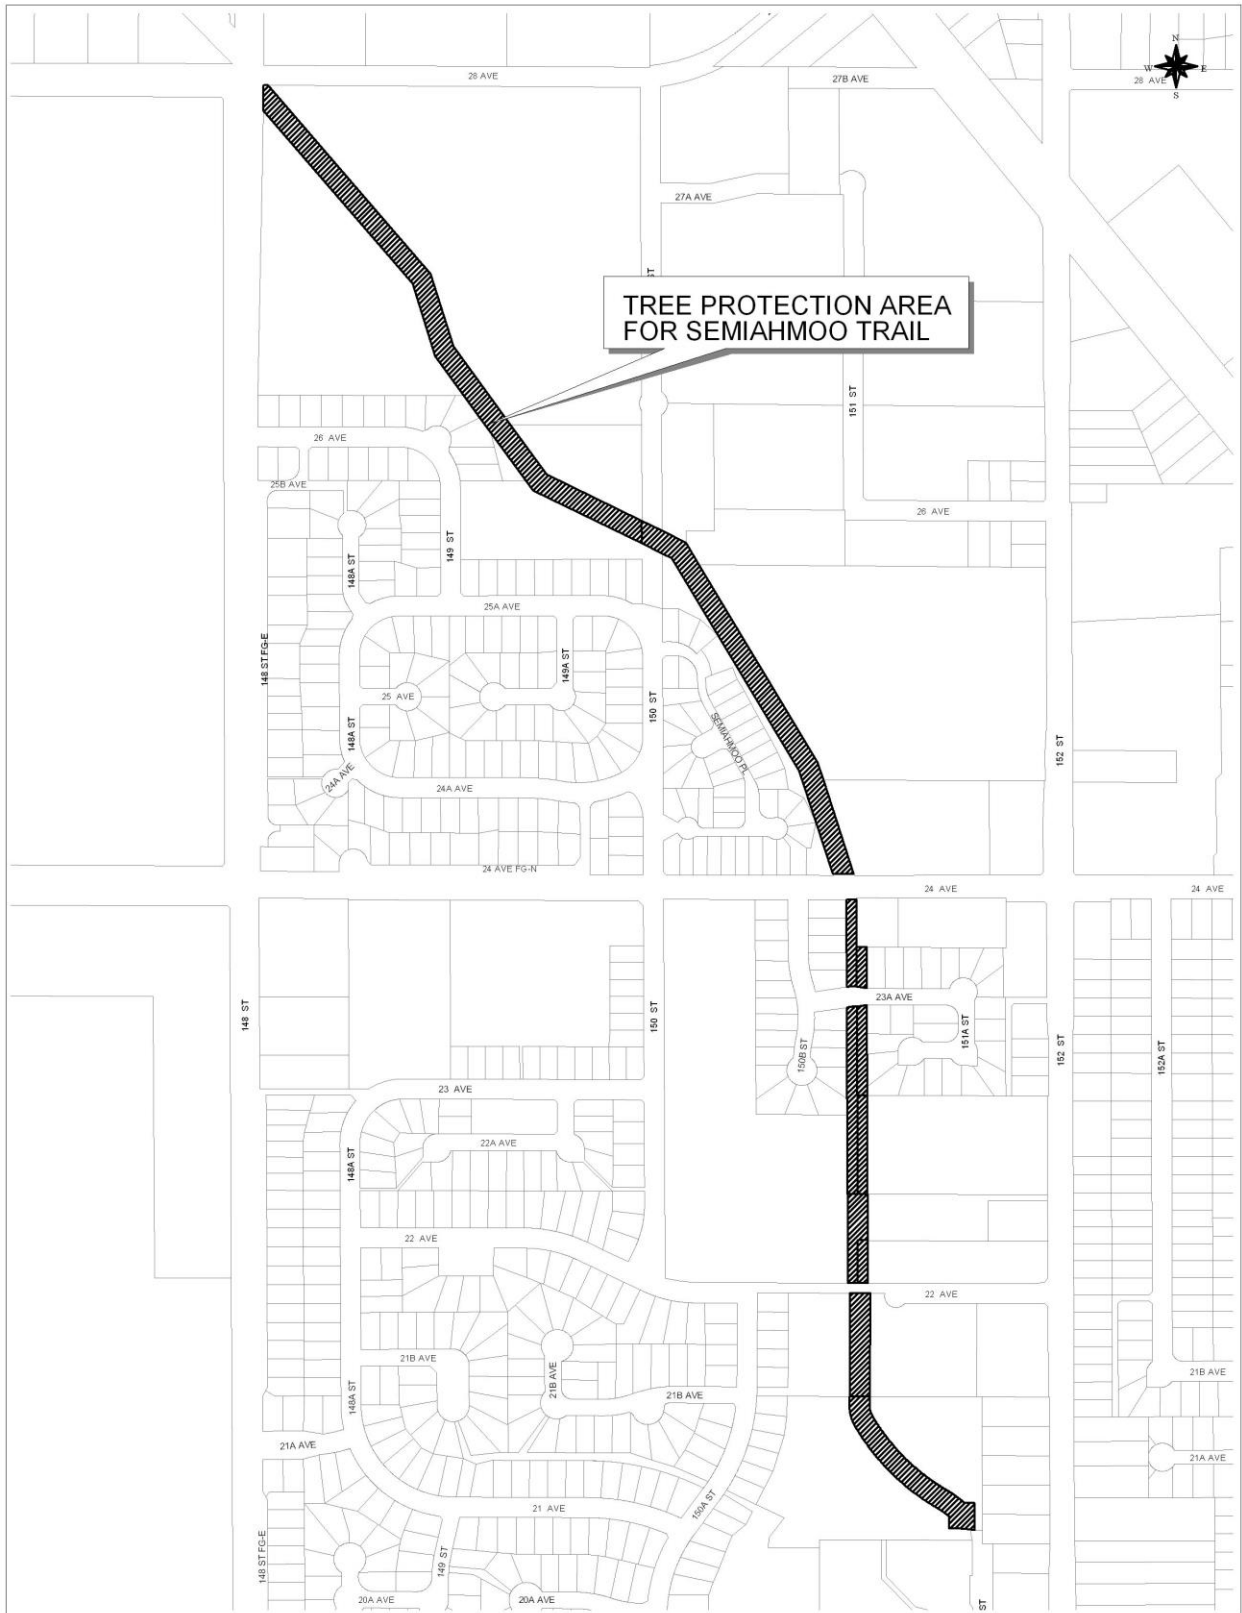 N
28 AVE
27B AVE
W E
28 AVE
S
27A AVE
ST
TREE PROTECTION AREA
FOR SEMIAHMOO TRAIL
151 ST
26 AVE
25B AVE
26 AVE
149 ST
148A ST
25A AVE
148 ST FG-E
149A ST
25 AVE
150 ST
SEMIAHMOO PL
148A ST
152 ST
24A AVE
24A AVE
24 AVE FG-N
24 AVE
24 AVE
23A AVE
148 ST
150 ST
151A ST
150B ST
152 ST
152A ST
23 AVE
22A AVE
148A ST
22 AVE
22 AVE
21B AVE
21B AVE
21B AVE
21B AVE
148A ST
21A AVE
21A AVE
150A ST
21 AVE
149 ST
148 ST FG-E
20A AVE
20A AVE
ST